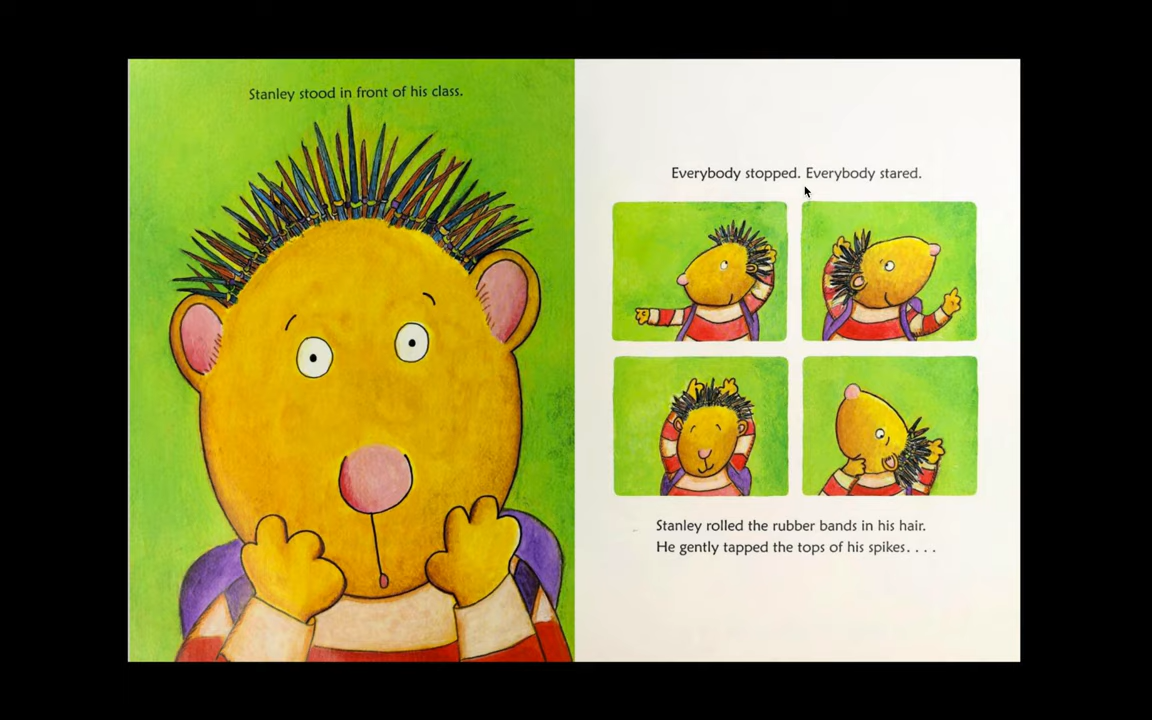 Stanley stood in front of his class.
Everybody stopped. Everybody stared.
Stanley rolled the rubber bands in his hair.
He gently tapped the tops of his spikes. . . .